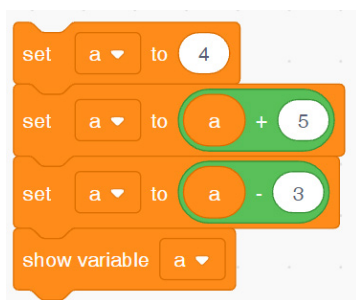 set a to 4
set a to a + 5
set a to a - 3
show variable a